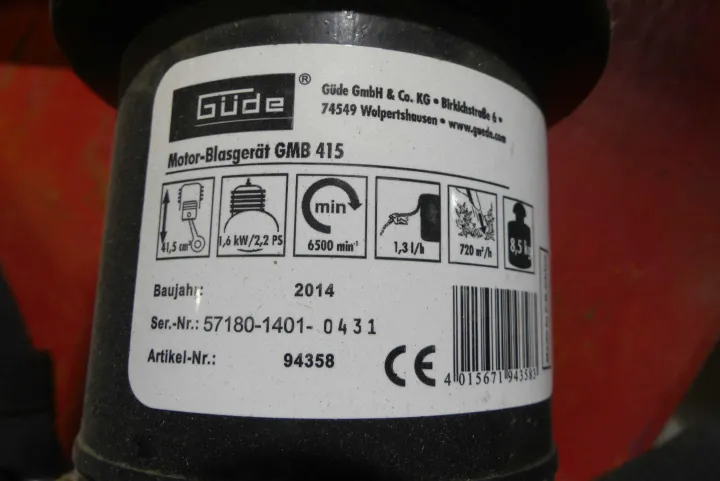 Güde ®
Güde GmbH & Co. KG • Birkichstraße 6 •
74549 Wolpertshausen • www.guede.com
Motor-Blasgerät GMB 415
min
41,5 cm³
1,6 kW/2,2 PS
6500 min⁻¹
1,3 l/h
720 m³/h
8,5 kg
Baujahr: 2014
Ser.-Nr.: 57180-1401- 0431
Artikel-Nr.: 94358
CE
4 015671 943583